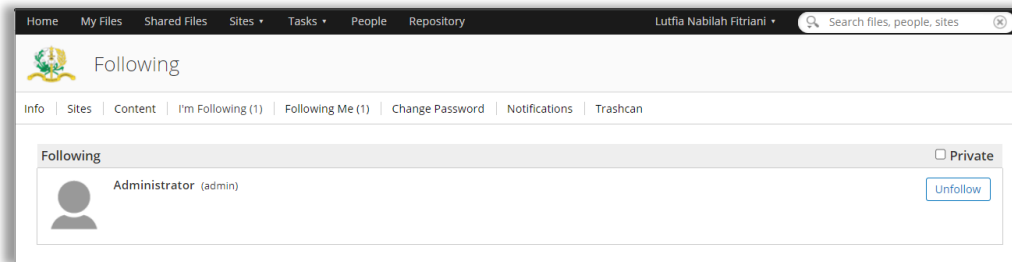 Home My Files Shared Files Sites ▾ Tasks ▾ People Repository Lutfia Nabilah Fitriani ▾ Search files, people, sites
Following
Info Sites Content I'm Following (1) Following Me (1) Change Password Notifications Trashcan
Following Private
Administrator (admin) Unfollow